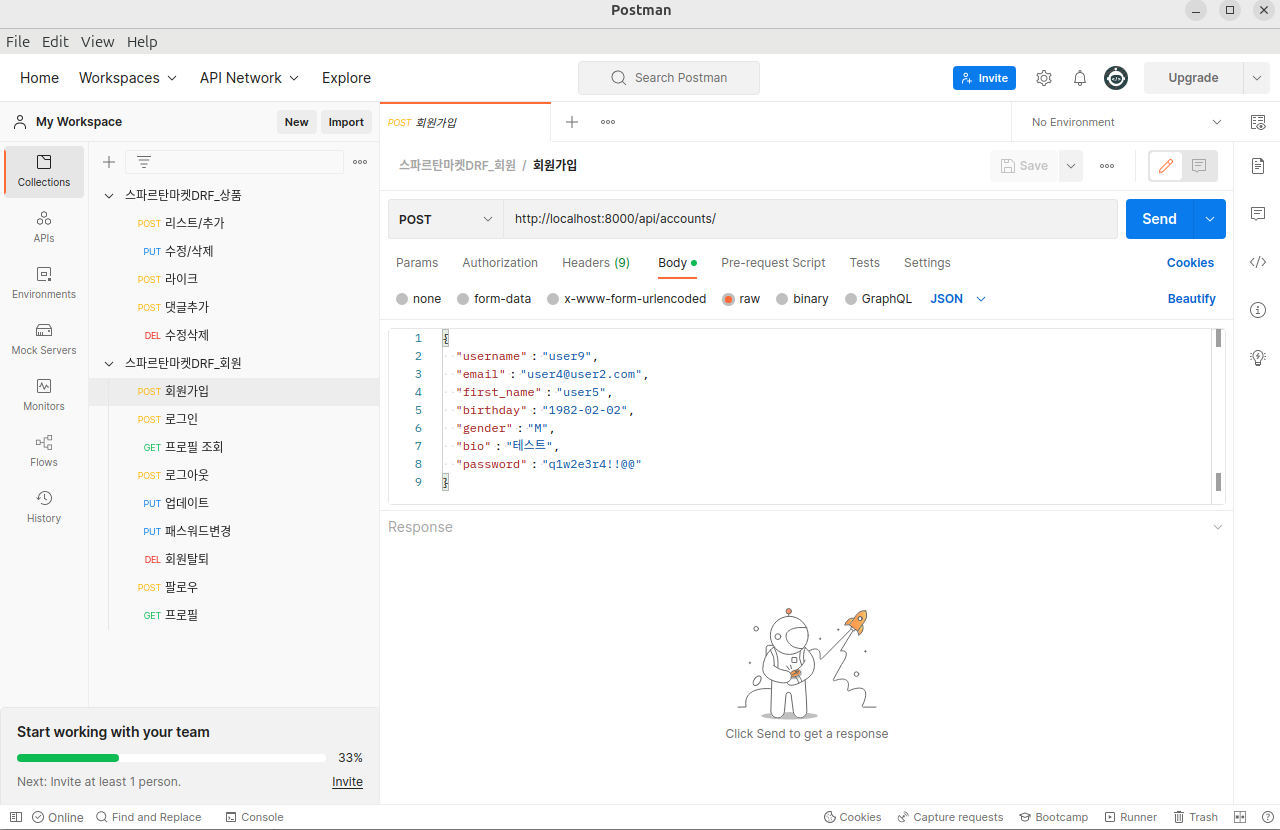 Postman
File Edit View Help
Home Workspaces API Network Explore Search Postman Invite Upgrade
My Workspace New Import
POST 회원가입
No Environment
Collections
APIs
Environments
Mock Servers
Monitors
Flows
History
스파르탄마켓DRF_상품
POST 리스트/추가
PUT 수정/삭제
POST 라이크
POST 댓글추가
DEL 수정삭제
스파르탄마켓DRF_회원
POST 회원가입
POST 로그인
GET 프로필 조회
POST 로그아웃
PUT 업데이트
PUT 패스워드변경
DEL 회원탈퇴
POST 팔로우
GET 프로필
Start working with your team
33%
Next: Invite at least 1 person. Invite
스파르탄마켓DRF_회원 / 회원가입 Save
POST http://localhost:8000/api/accounts/ Send
Params Authorization Headers (9) Body Pre-request Script Tests Settings Cookies
none form-data x-www-form-urlencoded raw binary GraphQL JSON Beautify
1 {
2 "username" : "user9",
3 "email" : "user4@user2.com",
4 "first_name" : "user5",
5 "birthday" : "1982-02-02",
6 "gender" : "M",
7 "bio" : "테스트",
8 "password" : "q1w2e3r4!!@@"
9 }
Response
Click Send to get a response
Online Find and Replace Console Cookies Capture requests Bootcamp Runner Trash